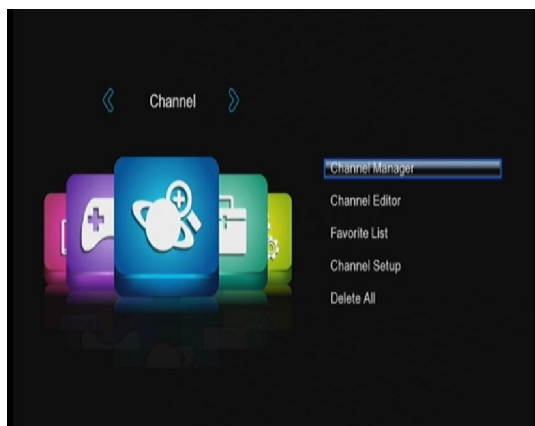 Channel
Channel Manager
Channel Editor
Favorite List
Channel Setup
Delete All